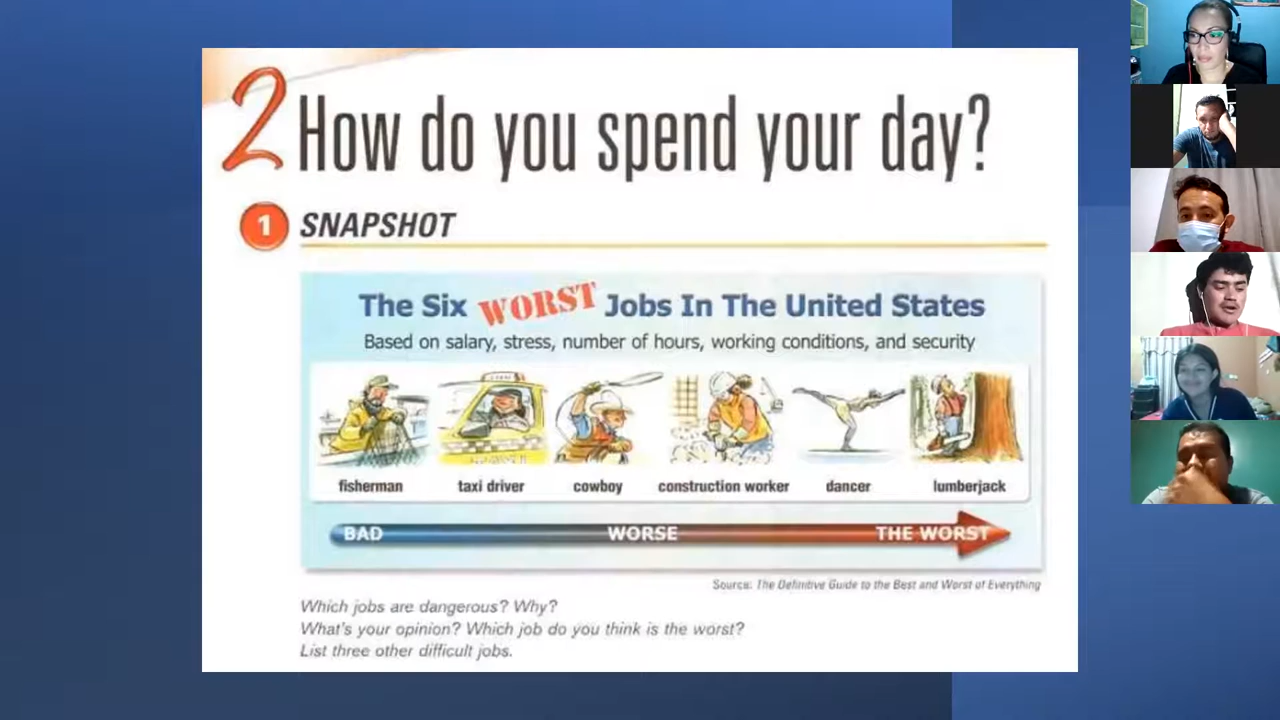 2 How do you spend your day?
1 SNAPSHOT
The Six WORST Jobs In The United States
Based on salary, stress, number of hours, working conditions, and security
fisherman taxi driver cowboy construction worker dancer lumberjack
BAD WORSE THE WORST
Source: The Definitive Guide to the Best and Worst of Everything
Which jobs are dangerous? Why?
What's your opinion? Which job do you think is the worst?
List three other difficult jobs.